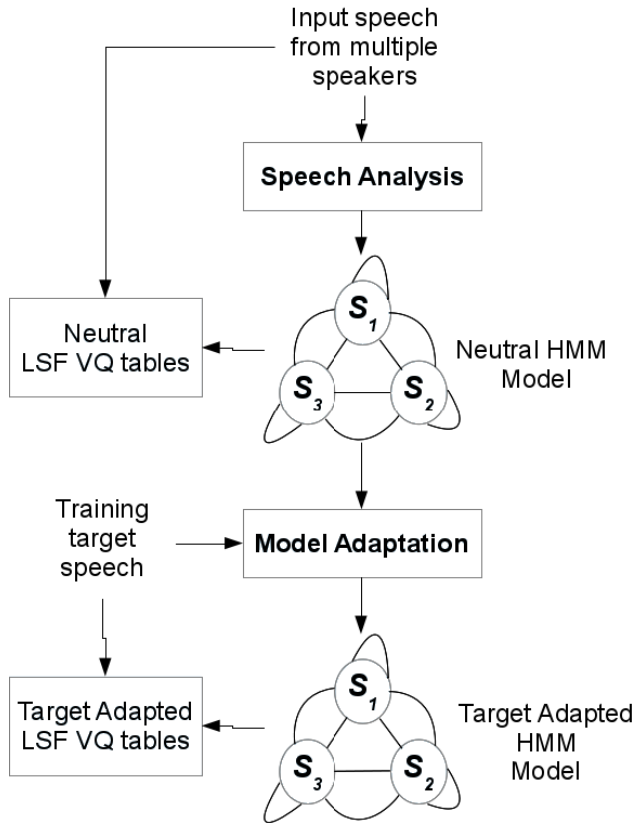 Input speech
from multiple
speakers
Speech Analysis
S1
S3
S2
Neutral
LSF VQ tables
Neutral HMM
Model
Training
target
speech
Model Adaptation
S1
S3
S2
Target Adapted
LSF VQ tables
Target Adapted
HMM
Model